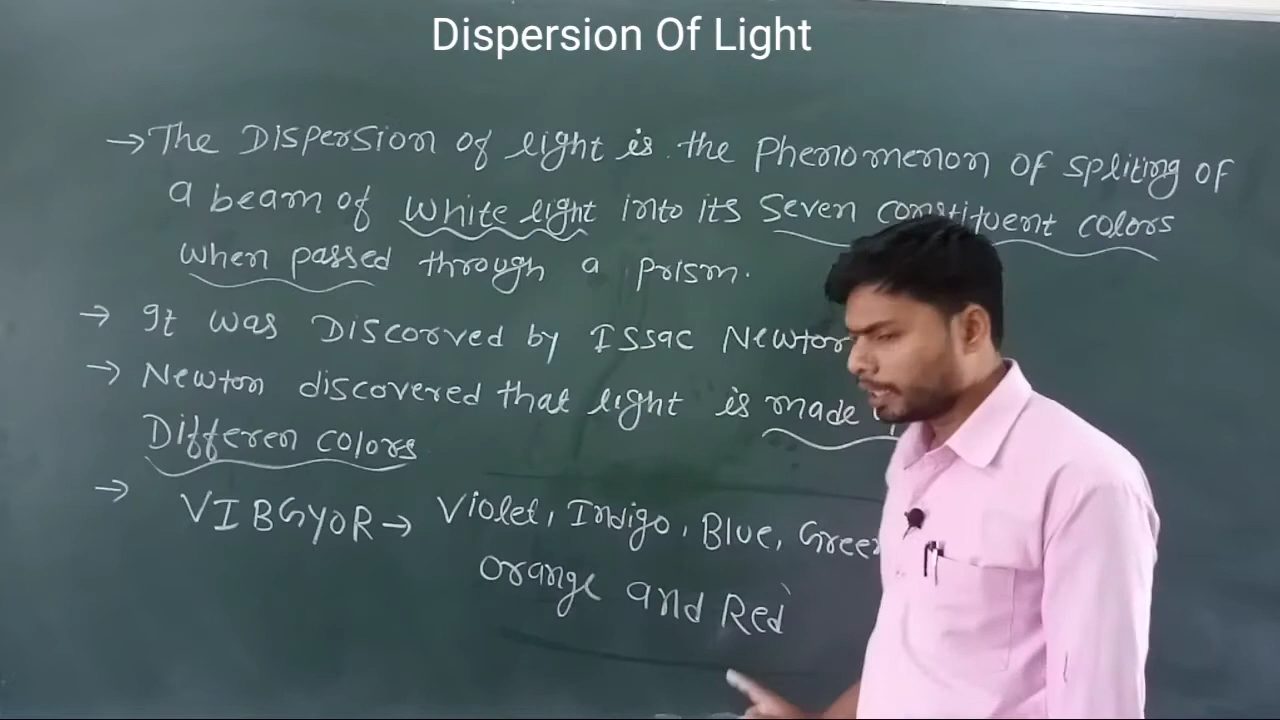 Dispersion Of Light
→ The Dispersion of light is the Phenomenon of spliting of
a beam of white light into its seven constituent colors
when passed through a prism.
→ It was Discorved by Issac Newton
→ Newton discovered that light is made
Differen colors
→ VIBGYOR → Violet, Indigo, Blue, Green
orange and Red